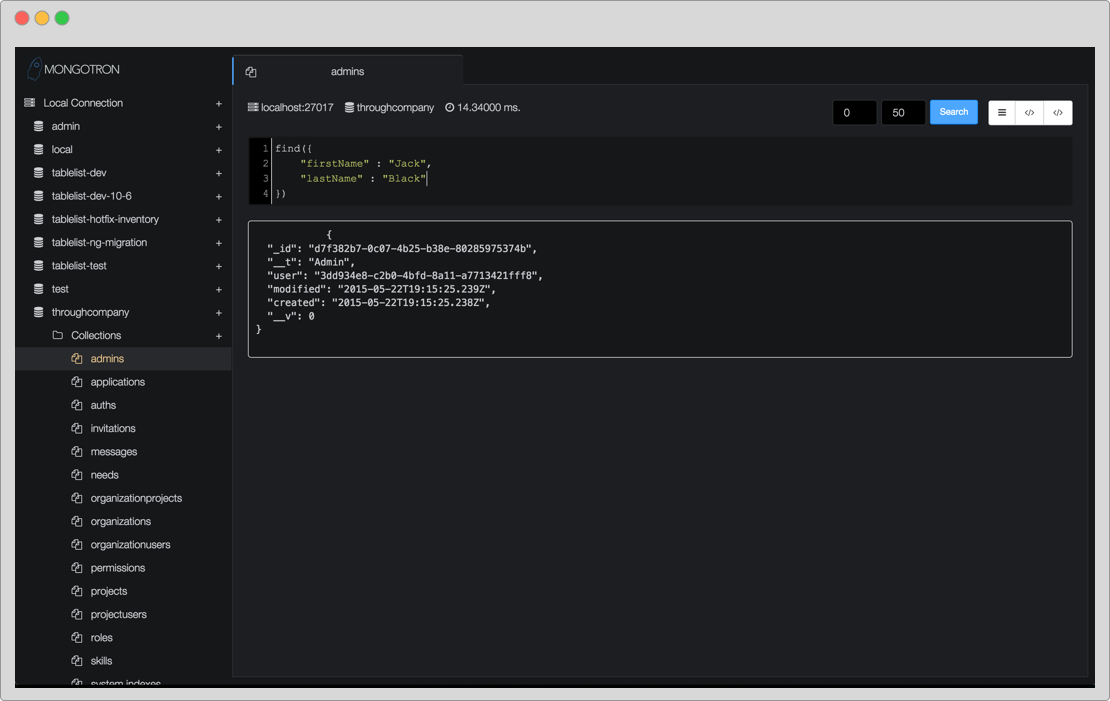 MONGOTRON
Local Connection +
admin +
local +
tablelist-dev +
tablelist-dev-10-6 +
tablelist-hotfix-inventory +
tablelist-ng-migration +
tablelist-test +
test +
throughcompany +
Collections +
admins
applications
auths
invitations
messages
needs
organizationprojects
organizations
organizationusers
permissions
projects
projectusers
roles
skills
system.indexes
admins
localhost:27017 throughcompany 14.34000 ms.
0 50 Search </> </>
1 find({
2 "firstName" : "Jack",
3 "lastName" : "Black"
4 })
{
"_id": "d7f382b7-0c07-4b25-b38e-80285975374b",
"__t": "Admin",
"user": "3dd934e8-c2b0-4bfd-8a11-a7713421fff8",
"modified": "2015-05-22T19:15:25.239Z",
"created": "2015-05-22T19:15:25.238Z",
"__v": 0
}